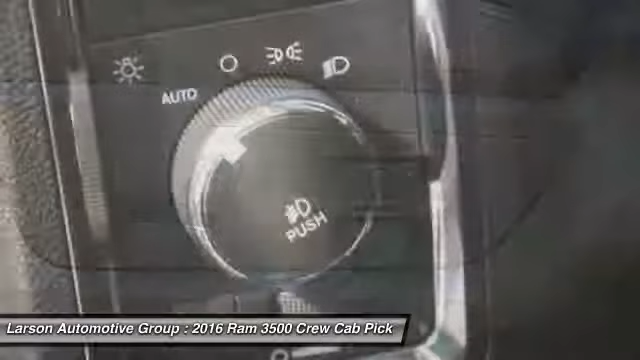 AUTO
PUSH
Larson Automotive Group : 2016 Ram 3500 Crew Cab Pick